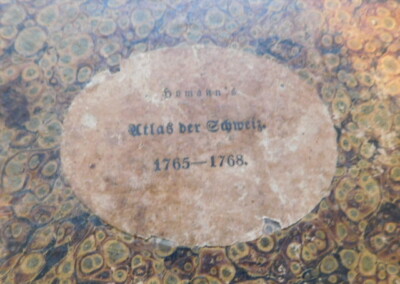 Homann's
Atlas der Schweiz.
1765—1768.